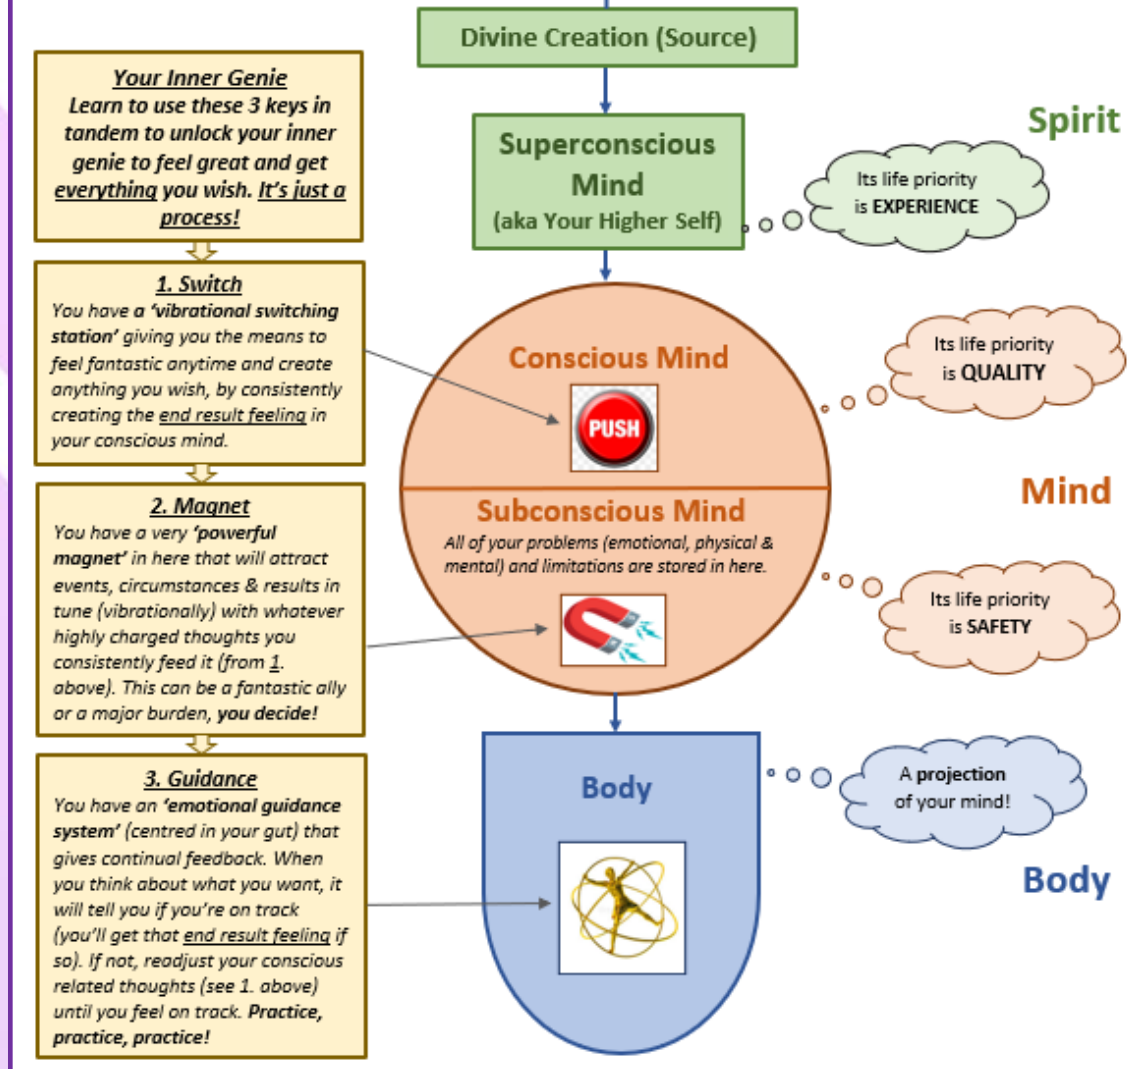 Divine Creation (Source)
Your Inner Genie
Learn to use these 3 keys in
tandem to unlock your inner
genie to feel great and get
everything you wish. It's just a
process!
Superconscious
Mind
(aka Your Higher Self)
Spirit
Its life priority
is EXPERIENCE
1. Switch
You have a 'vibrational switching
station' giving you the means to
feel fantastic anytime and create
anything you wish, by consistently
creating the end result feeling in
your conscious mind.
Conscious Mind
PUSH
Its life priority
is QUALITY
Mind
2. Magnet
You have a very 'powerful
magnet' in here that will attract
events, circumstances & results in
tune (vibrationally) with whatever
highly charged thoughts you
consistently feed it (from 1.
above). This can be a fantastic ally
or a major burden, you decide!
Subconscious Mind
All of your problems (emotional, physical &
mental) and limitations are stored in here.
Its life priority
is SAFETY
3. Guidance
You have an 'emotional guidance
system' (centred in your gut) that
gives continual feedback. When
you think about what you want, it
will tell you if you're on track
(you'll get that end result feeling if
so). If not, readjust your conscious
related thoughts (see 1. above)
until you feel on track. Practice,
practice, practice!
Body
A projection
of your mind!
Body